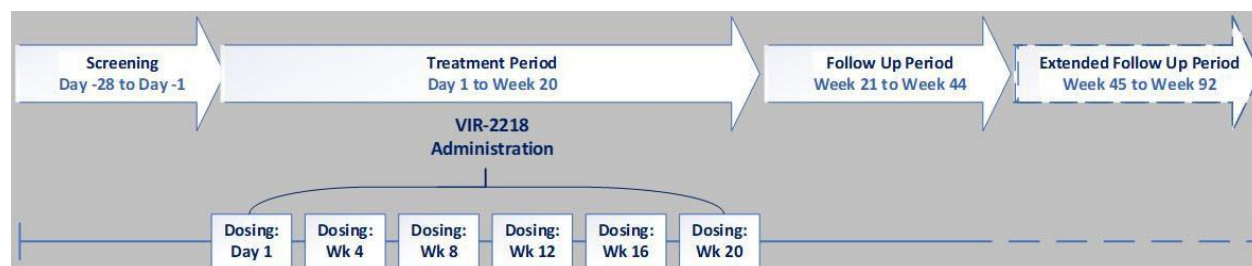 Screening
Day -28 to Day -1
Treatment Period
Day 1 to Week 20
Follow Up Period
Week 21 to Week 44
Extended Follow Up Period
Week 45 to Week 92
VIR-2218
Administration
Dosing:
Day 1
Dosing:
Wk 4
Dosing:
Wk 8
Dosing:
Wk 12
Dosing:
Wk 16
Dosing:
Wk 20